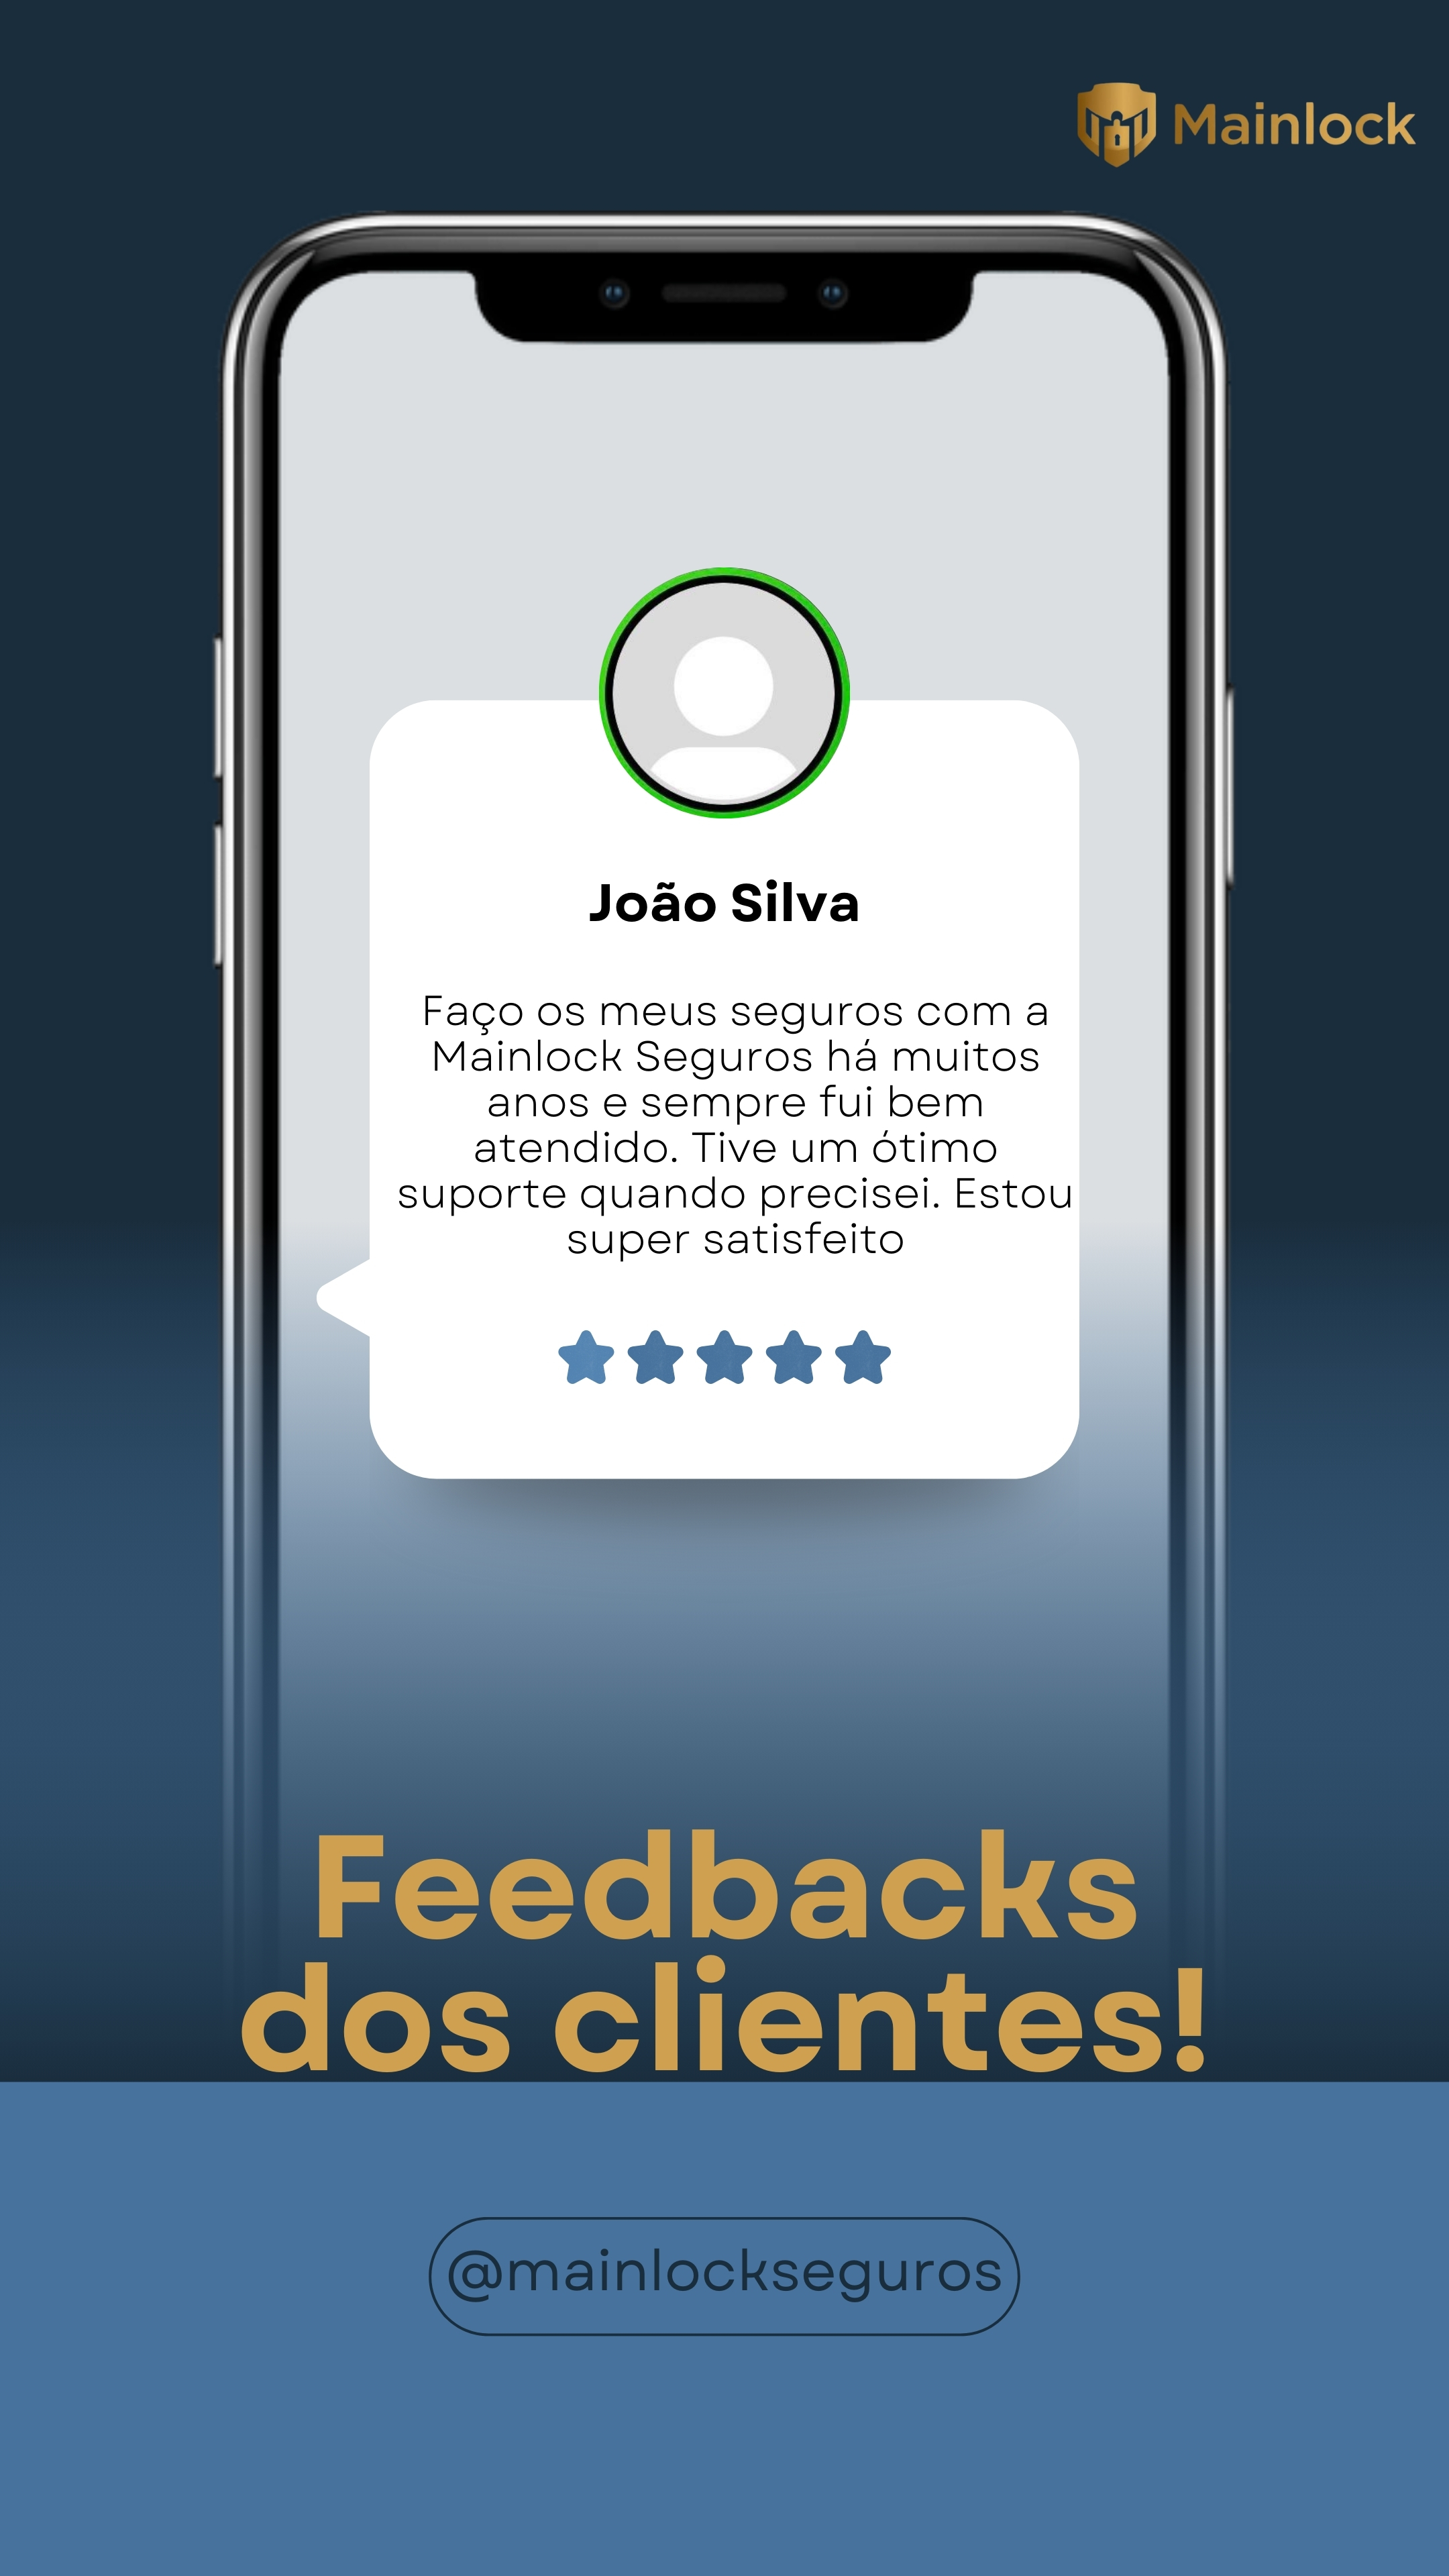 Mainlock
João Silva
Faço os meus seguros com a
Mainlock Seguros há muitos
anos e sempre fui bem
atendido. Tive um ótimo
suporte quando precisei. Estou
super satisfeito
Feedbacks
dos clientes!
@mainlockseguros